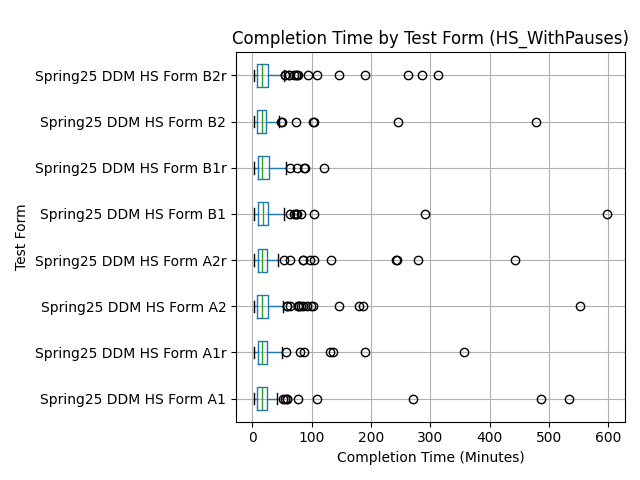 Completion Time by Test Form (HS_WithPauses)
Spring25 DDM HS Form B2r
Spring25 DDM HS Form B2
Spring25 DDM HS Form B1r
Spring25 DDM HS Form B1
Spring25 DDM HS Form A2r
Spring25 DDM HS Form A2
Spring25 DDM HS Form A1r
Spring25 DDM HS Form A1
Test Form
0 100 200 300 400 500 600
Completion Time (Minutes)